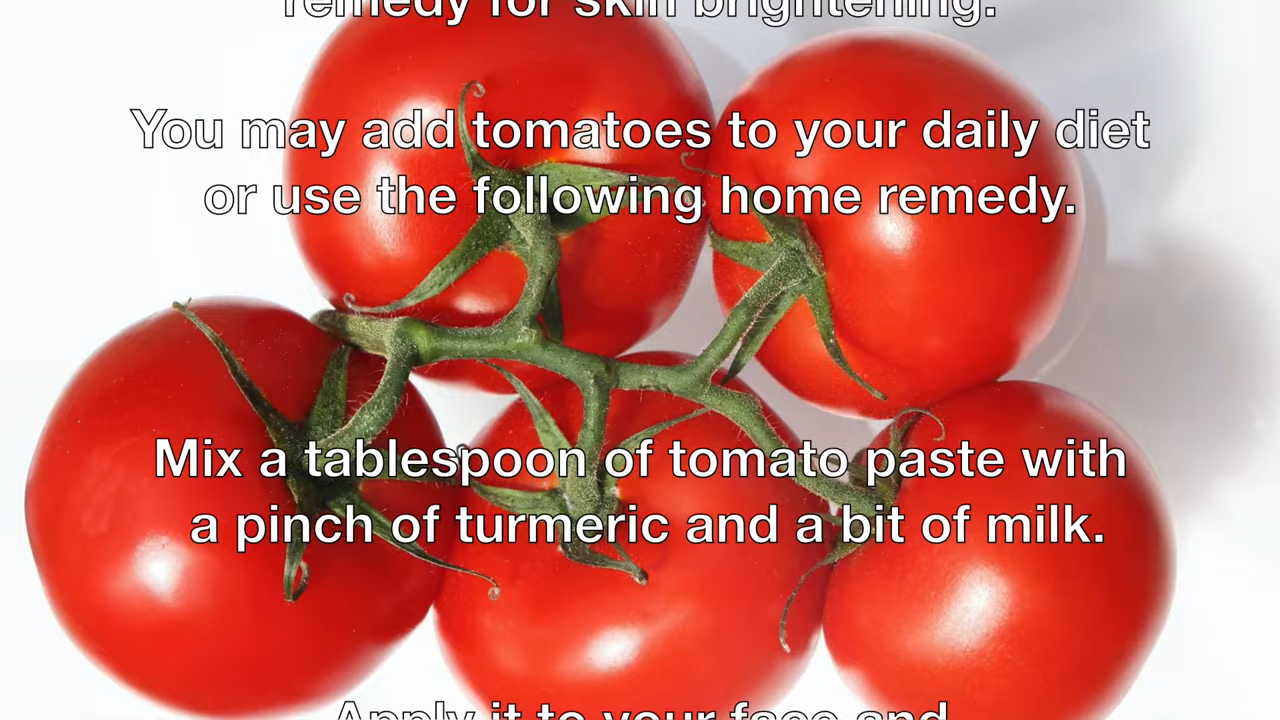 remedy for skin brightening.
You may add tomatoes to your daily diet
or use the following home remedy.
Mix a tablespoon of tomato paste with
a pinch of turmeric and a bit of milk.
Apply it to your face and